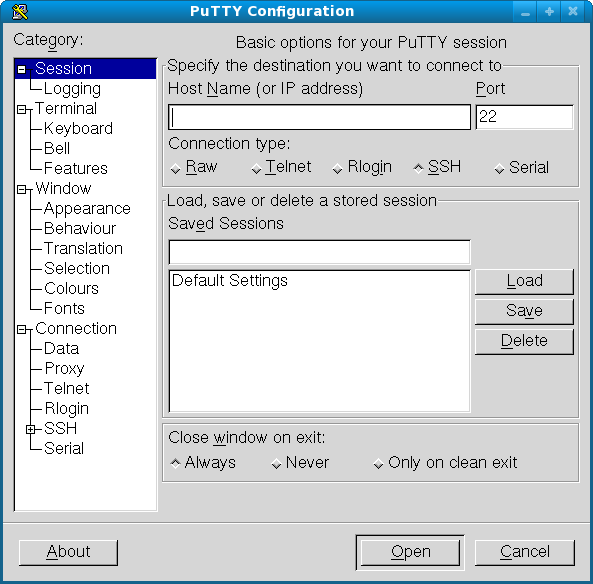 PuTTY Configuration
Category:
Session
Logging
Terminal
Keyboard
Bell
Features
Window
Appearance
Behaviour
Translation
Selection
Colours
Fonts
Connection
Data
Proxy
Telnet
Rlogin
SSH
Serial
Basic options for your PuTTY session
Specify the destination you want to connect to
Host Name (or IP address) Port
22
Connection type:
Raw Telnet Rlogin SSH Serial
Load, save or delete a stored session
Saved Sessions
Default Settings
Load
Save
Delete
Close window on exit:
Always Never Only on clean exit
About Open Cancel